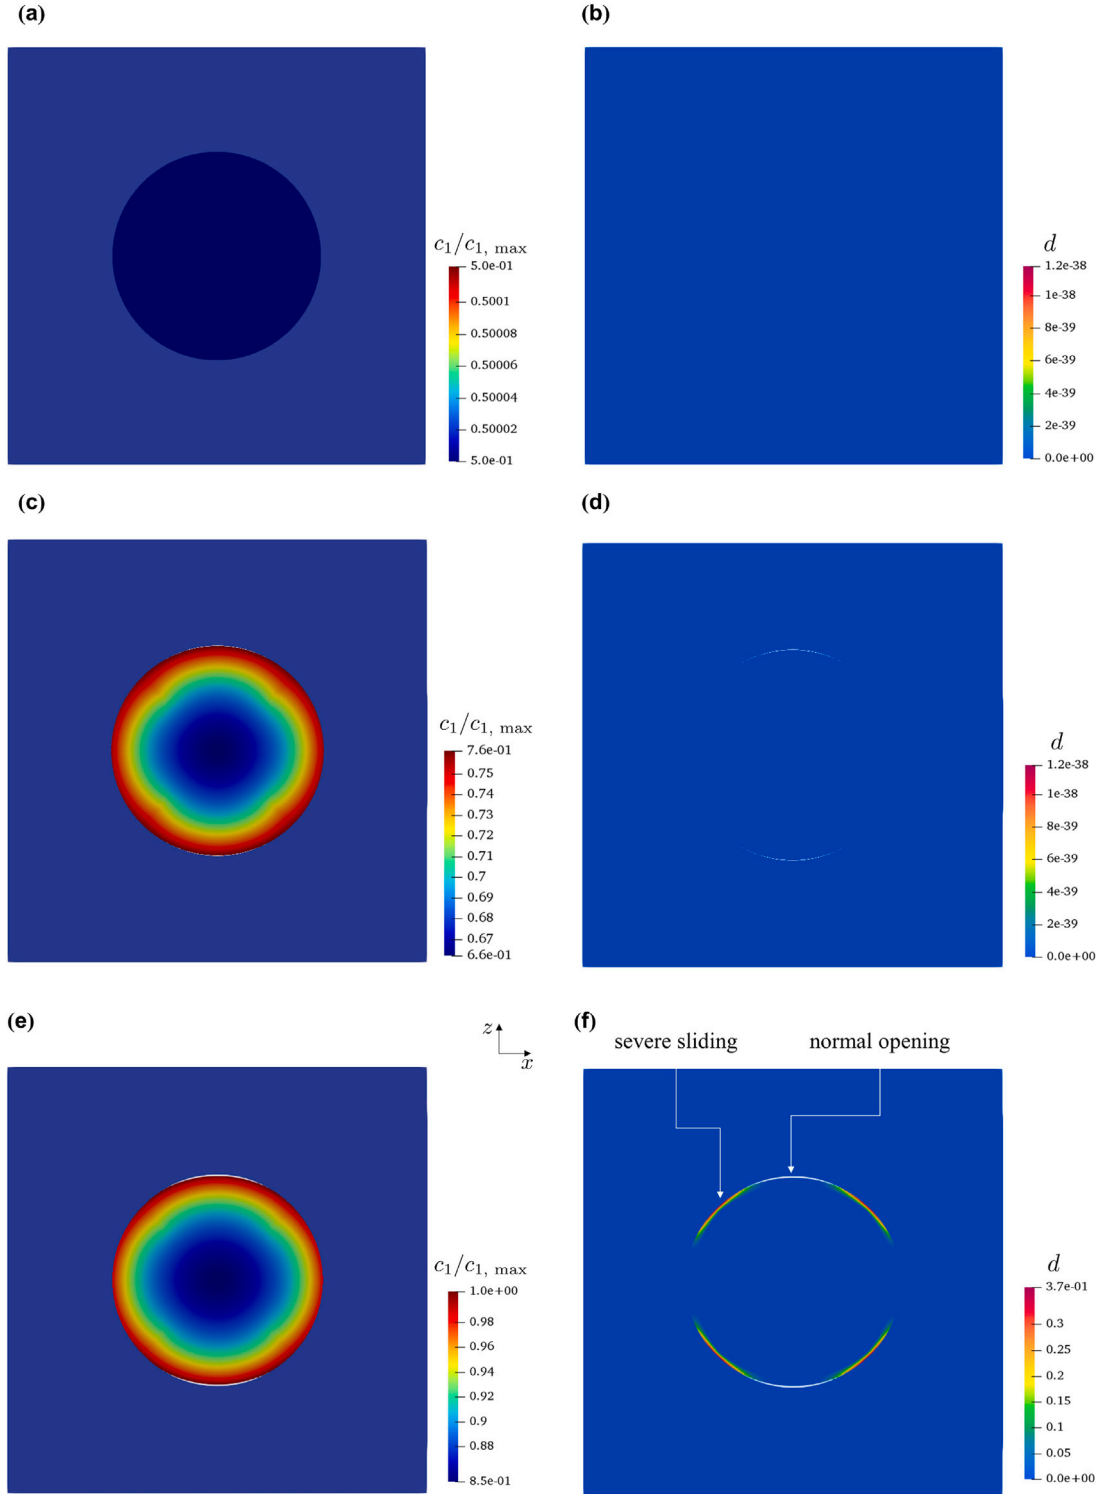 (a)
(b)
c₁/c₁, max
5.0e-01
0.5001
0.50008
0.50006
0.50004
0.50002
5.0e-01
d
1.2e-38
1e-38
8e-39
6e-39
4e-39
2e-39
0.0e+00
(c)
(d)
c₁/c₁, max
7.6e-01
0.75
0.74
0.73
0.72
0.71
0.7
0.69
0.68
0.67
6.6e-01
d
1.2e-38
1e-38
8e-39
6e-39
4e-39
2e-39
0.0e+00
(e)
z
x
(f)
severe sliding normal opening
c₁/c₁, max
1.0e+00
0.98
0.96
0.94
0.92
0.9
0.88
8.5e-01
d
3.7e-01
0.3
0.25
0.2
0.15
0.1
0.05
0.0e+00